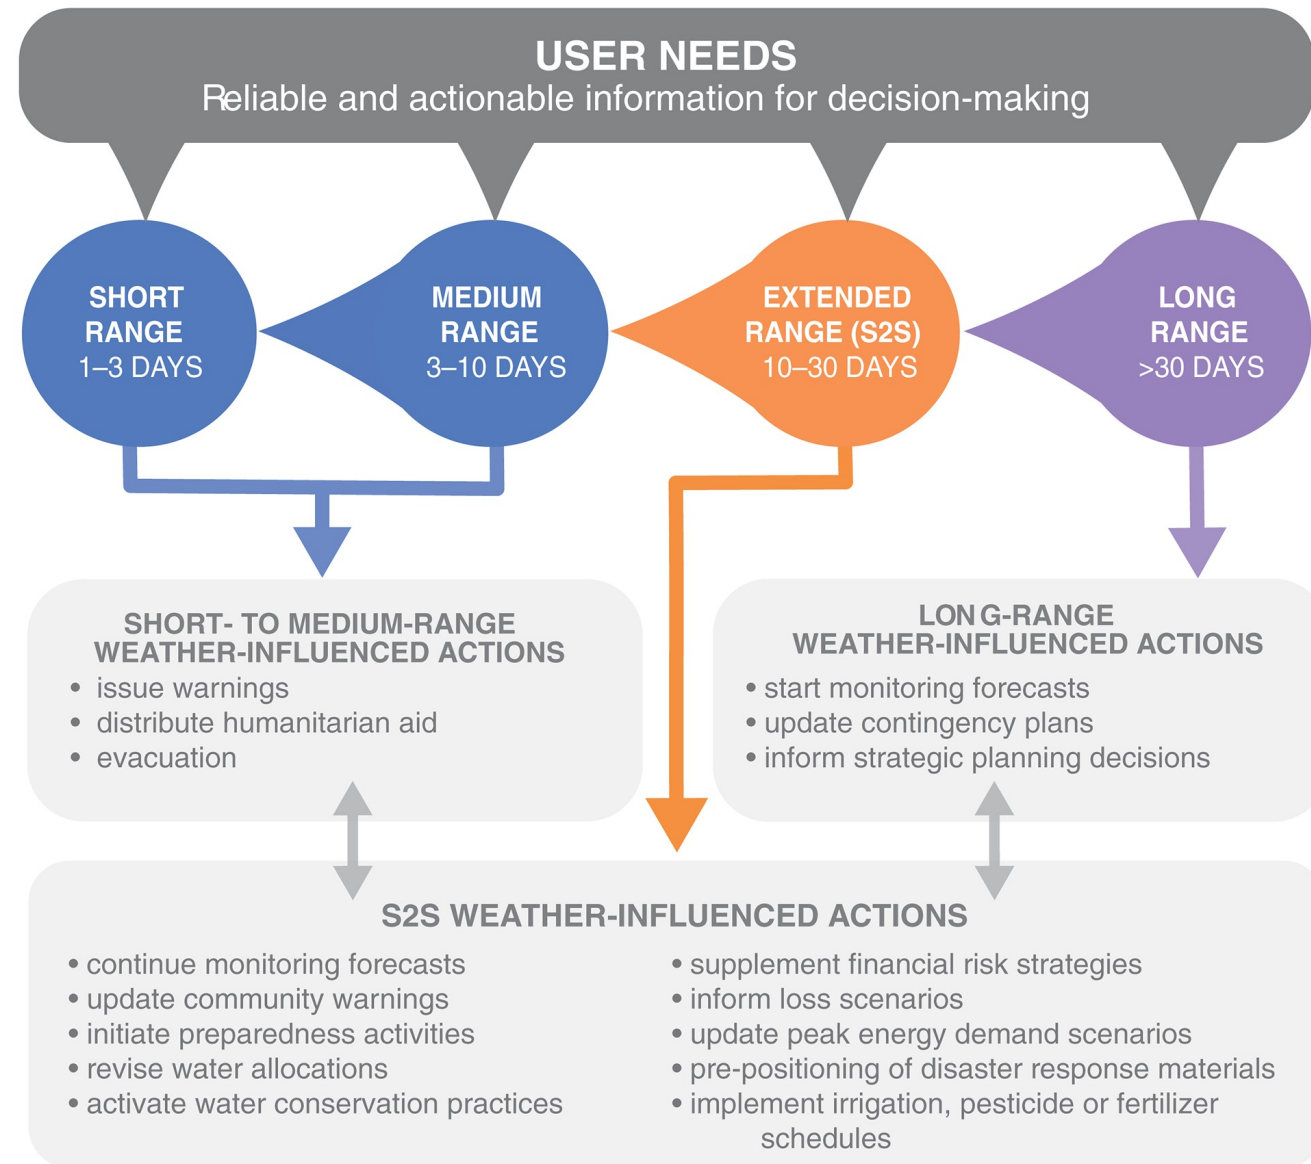 USER NEEDS
Reliable and actionable information for decision-making
SHORT
RANGE
1–3 DAYS
MEDIUM
RANGE
3–10 DAYS
EXTENDED
RANGE (S2S)
10–30 DAYS
LONG
RANGE
>30 DAYS
SHORT- TO MEDIUM-RANGE
WEATHER-INFLUENCED ACTIONS
• issue warnings
• distribute humanitarian aid
• evacuation
LONG-RANGE
WEATHER-INFLUENCED ACTIONS
• start monitoring forecasts
• update contingency plans
• inform strategic planning decisions
S2S WEATHER-INFLUENCED ACTIONS
• continue monitoring forecasts
• update community warnings
• initiate preparedness activities
• revise water allocations
• activate water conservation practices
• supplement financial risk strategies
• inform loss scenarios
• update peak energy demand scenarios
• pre-positioning of disaster response materials
• implement irrigation, pesticide or fertilizer
schedules